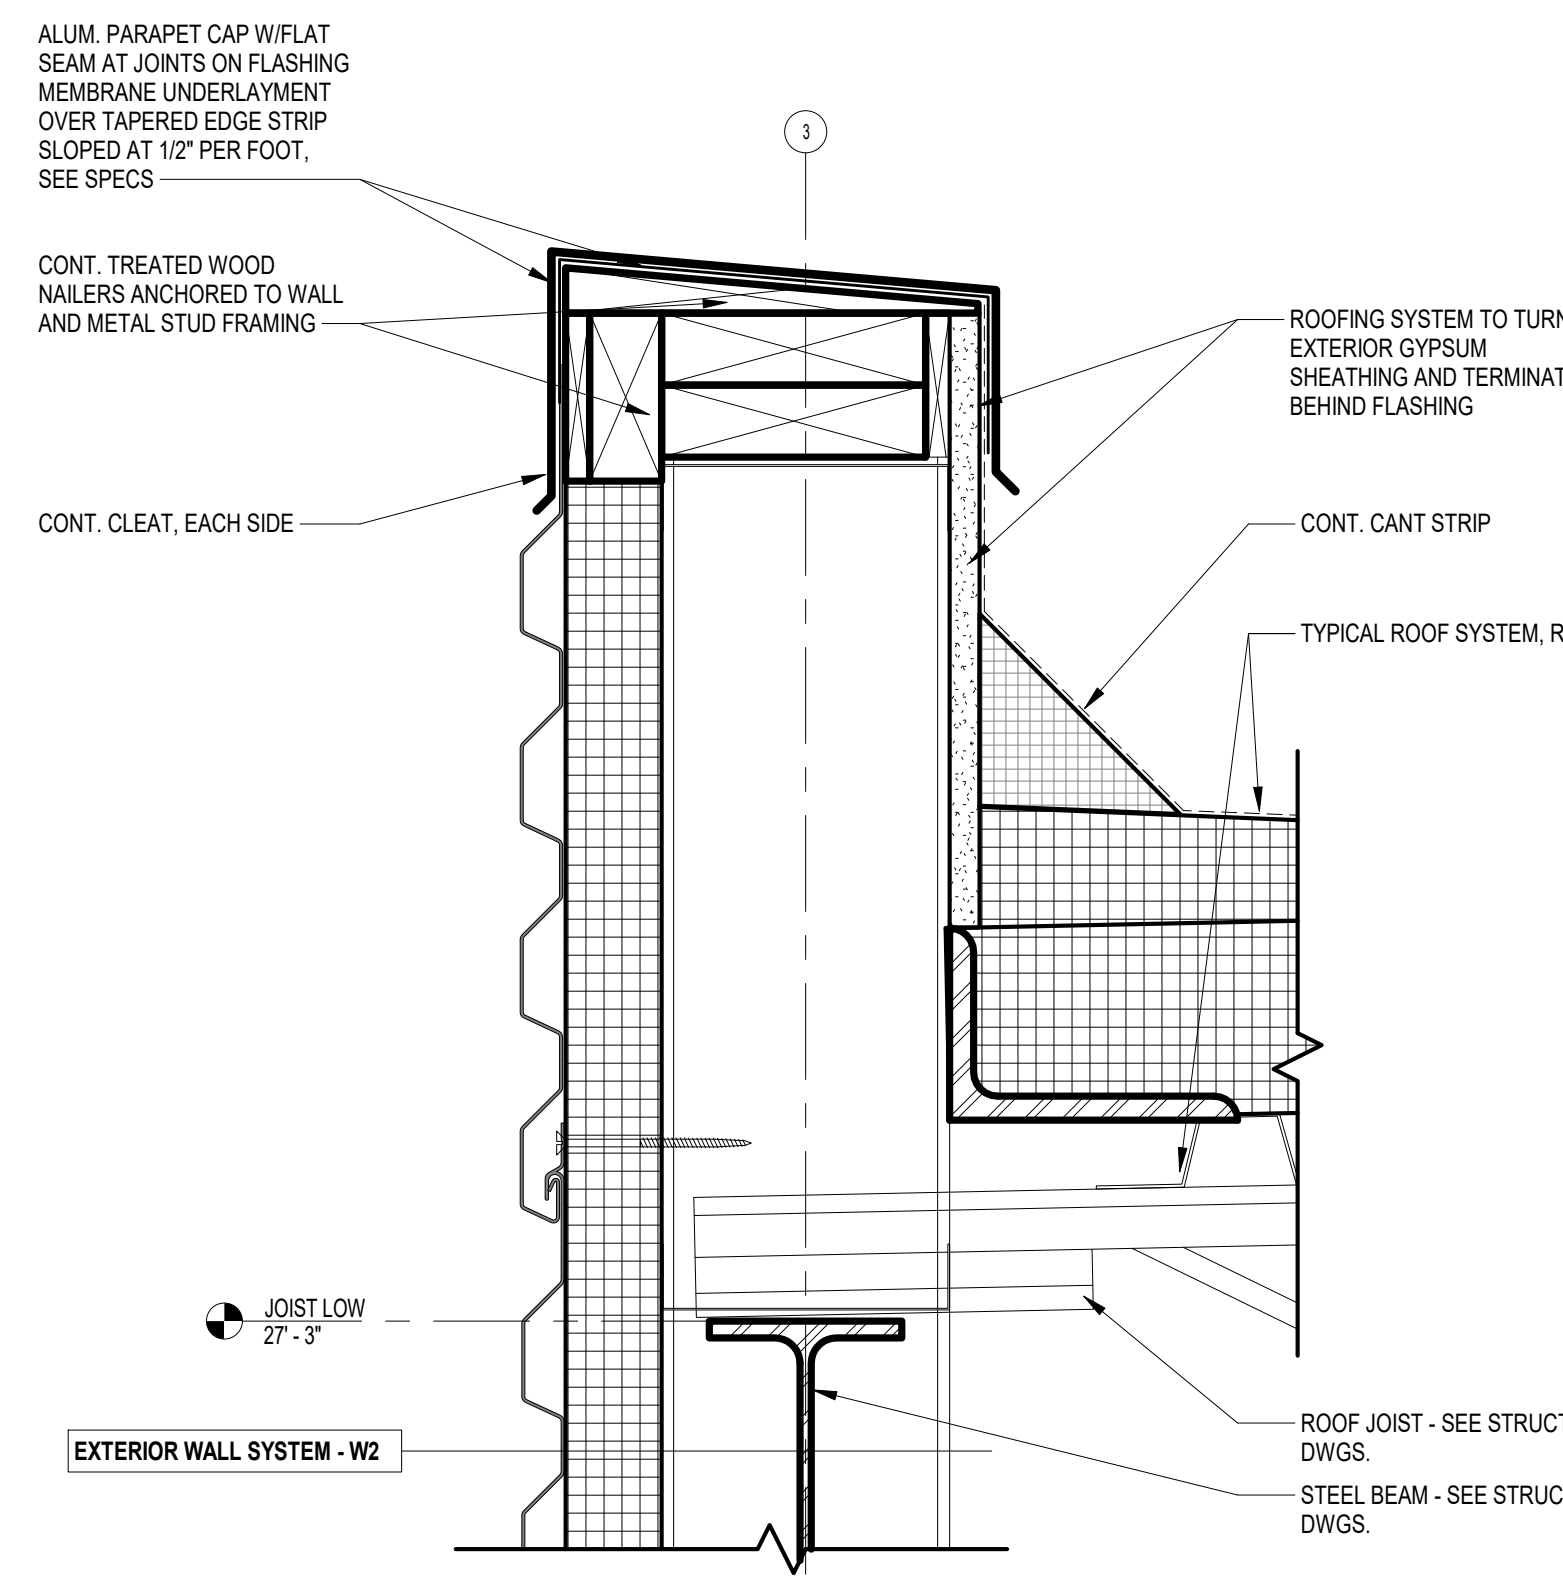 ALUM. PARAPET CAP W/FLAT
SEAM AT JOINTS ON FLASHING
MEMBRANE UNDERLAYMENT
OVER TAPERED EDGE STRIP
SLOPED AT 1/2" PER FOOT,
SEE SPECS
3
CONT. TREATED WOOD
NAILERS ANCHORED TO WALL
AND METAL STUD FRAMING
CONT. CLEAT, EACH SIDE
ROOFING SYSTEM TO TURN
EXTERIOR GYPSUM
SHEATHING AND TERMINAT
BEHIND FLASHING
CONT. CANT STRIP
TYPICAL ROOF SYSTEM, R
JOIST LOW
27' - 3"
EXTERIOR WALL SYSTEM - W2
ROOF JOIST - SEE STRUCT
DWGS.
STEEL BEAM - SEE STRUC
DWGS.